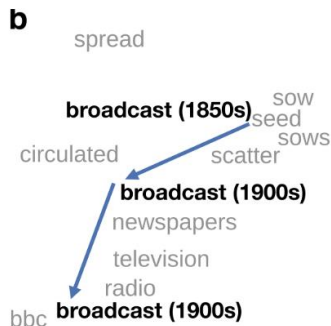 b
spread
sow
broadcast (1850s)
seed
sows
circulated
scatter
broadcast (1900s)
newspapers
television
radio
bbc
broadcast (1900s)